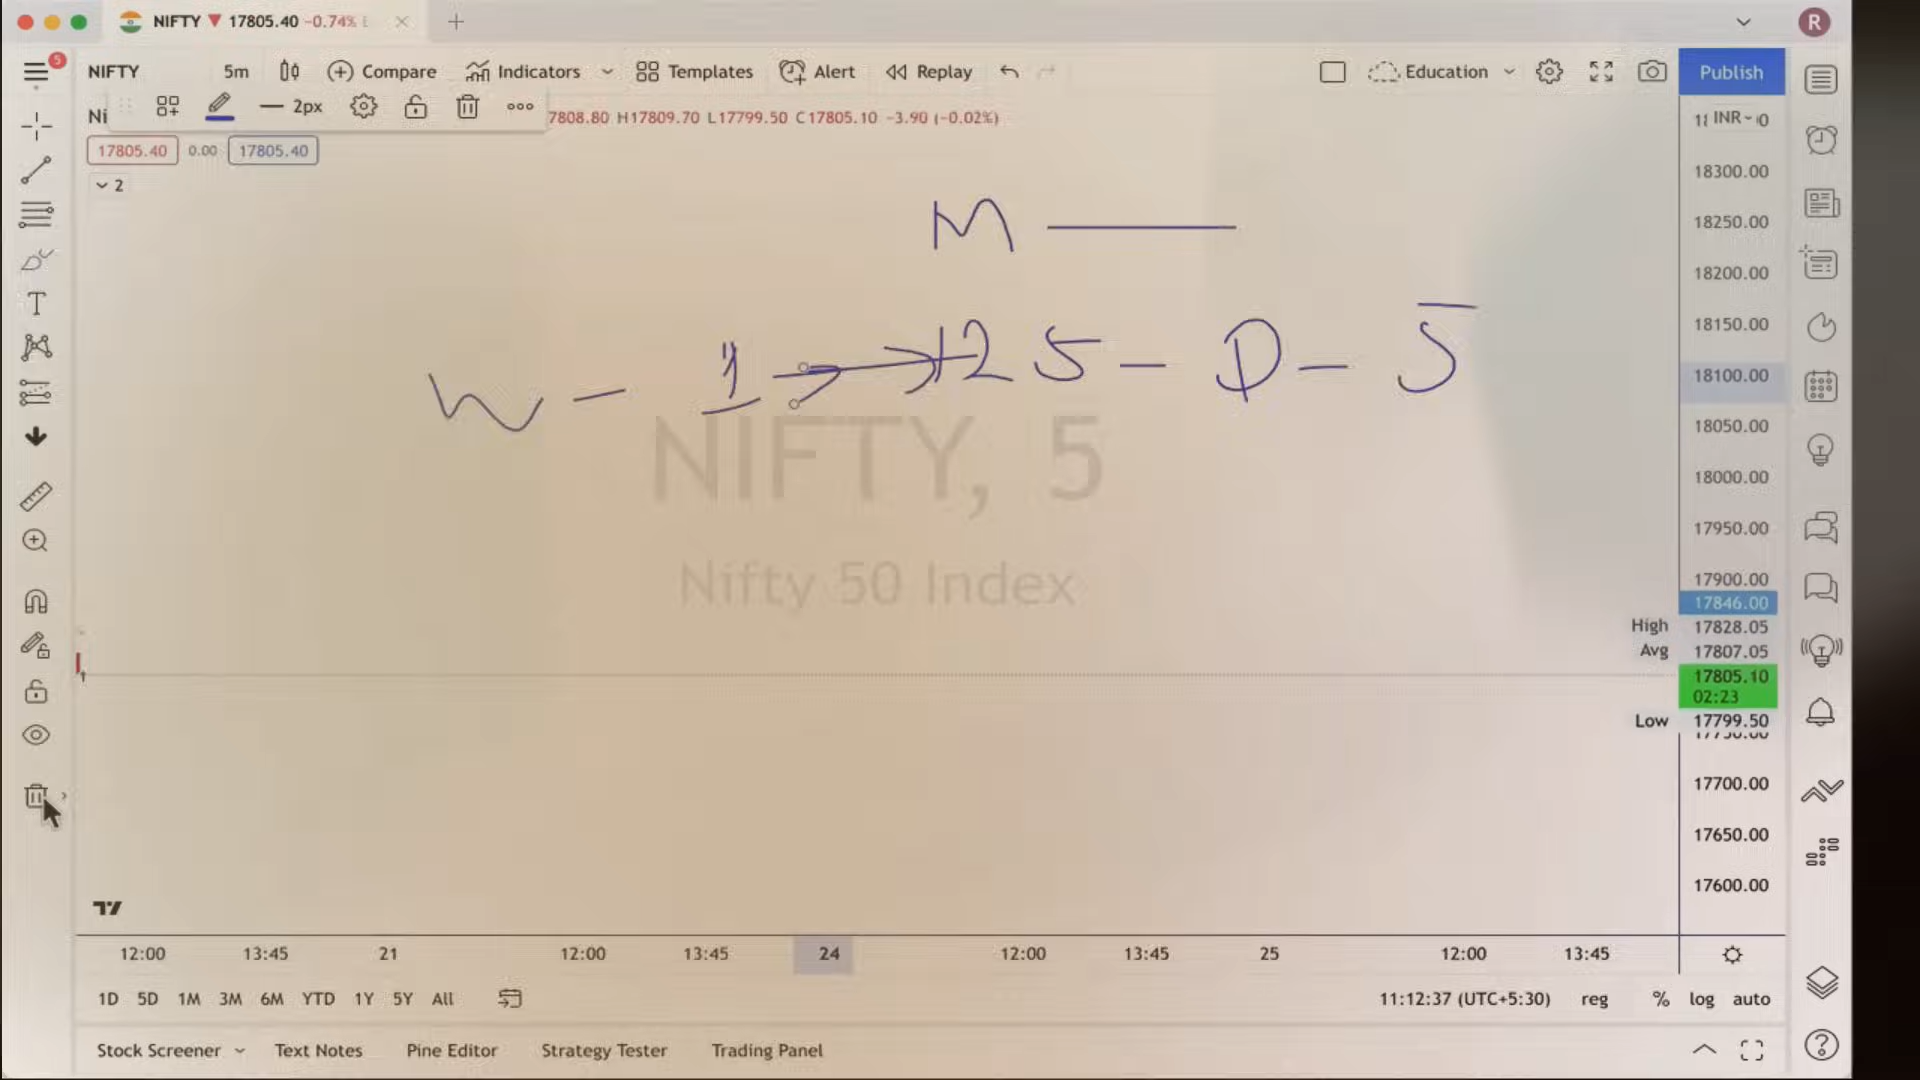 NIFTY 17805.40 -0.74%
R
5
NIFTY 5m Compare Indicators Templates Alert Replay Education Publish
2px
7808.80 H17809.70 L17799.50 C17805.10 -3.90 (-0.02%)
INR
17805.40 0.00 17805.40
2
M
W - 1 → 125 - D - 5
NIFTY, 5
Nifty 50 Index
18300.00
18250.00
18200.00
18150.00
18100.00
18050.00
18000.00
17950.00
17900.00
17846.00
High 17828.05
Avg 17807.05
17805.10
02:23
Low 17799.50
17700.00
17650.00
17600.00
12:00 13:45 21 12:00 13:45 24 12:00 13:45 25 12:00 13:45
1D 5D 1M 3M 6M YTD 1Y 5Y All 11:12:37 (UTC+5:30) reg % log auto
Stock Screener Text Notes Pine Editor Strategy Tester Trading Panel